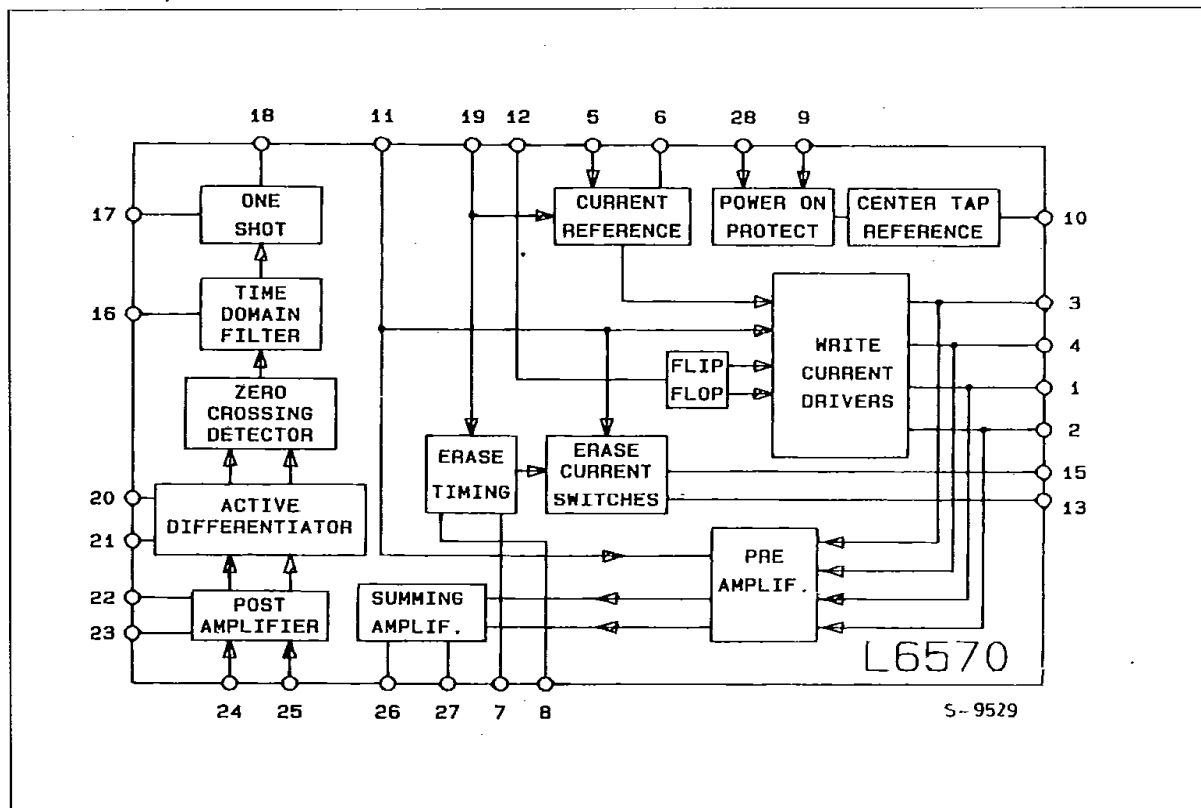 18
11
19
12
5
6
28
9
17
ONE
SHOT
CURRENT
REFERENCE
POWER ON
PROTECT
CENTER TAP
REFERENCE
10
16
TIME
DOMAIN
FILTER
3
WRITE
CURRENT
DRIVERS
4
FLIP
FLOP
1
ZERO
CROSSING
DETECTOR
2
ERASE
TIMING
ERASE
CURRENT
SWITCHES
15
13
20
21
ACTIVE
DIFFERENTIATOR
PRE
AMPLIF.
22
23
POST
AMPLIFIER
SUMMING
AMPLIF.
L6570
24
25
26
27
7
8
S-9529